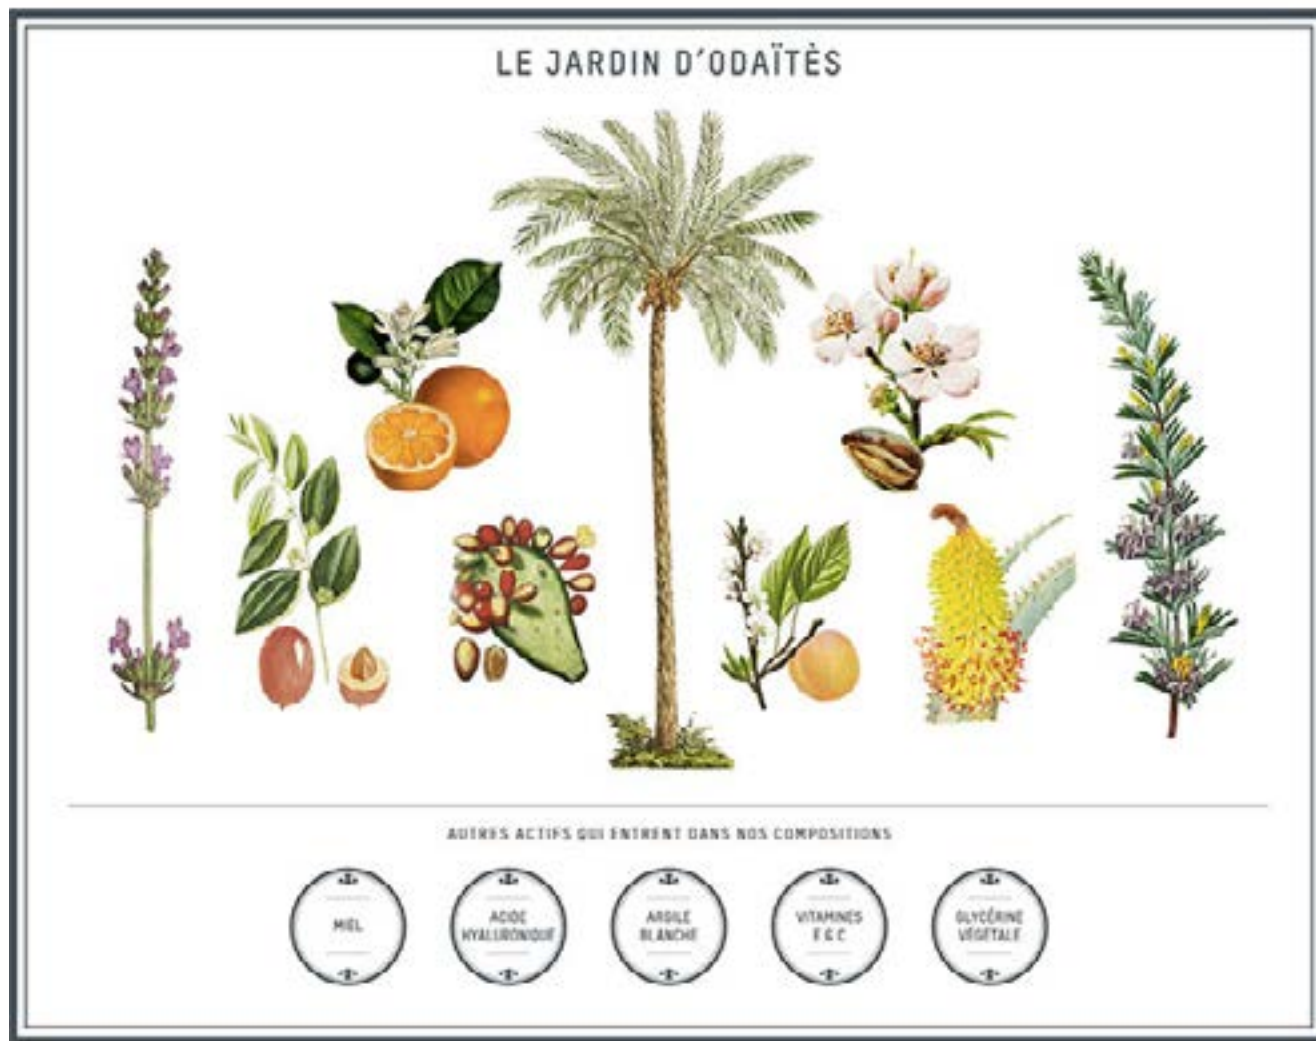 LE JARDIN D'ODAÏTÈS
AUTRES ACTIFS QUI ENTRENT DANS NOS COMPOSITIONS
MIEL
ACIDE
HYALURONIQUE
ARGILE
BLANCHE
VITAMINES
E & C
GLYCÉRINE
VÉGÉTALE